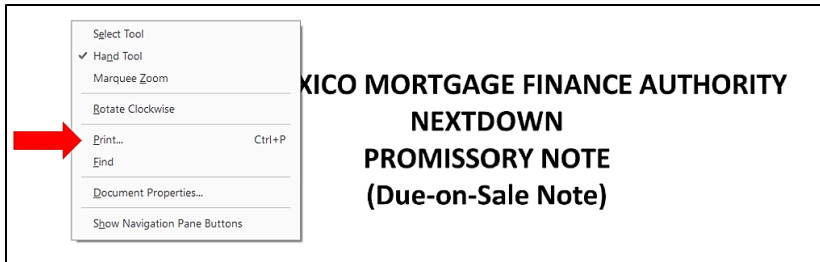 Select Tool
Hand Tool
Marquee Zoom
Rotate Clockwise
Print... Ctrl+P
Find
Document Properties...
Show Navigation Pane Buttons
XICO MORTGAGE FINANCE AUTHORITY
NEXTDOWN
PROMISSORY NOTE
(Due-on-Sale Note)